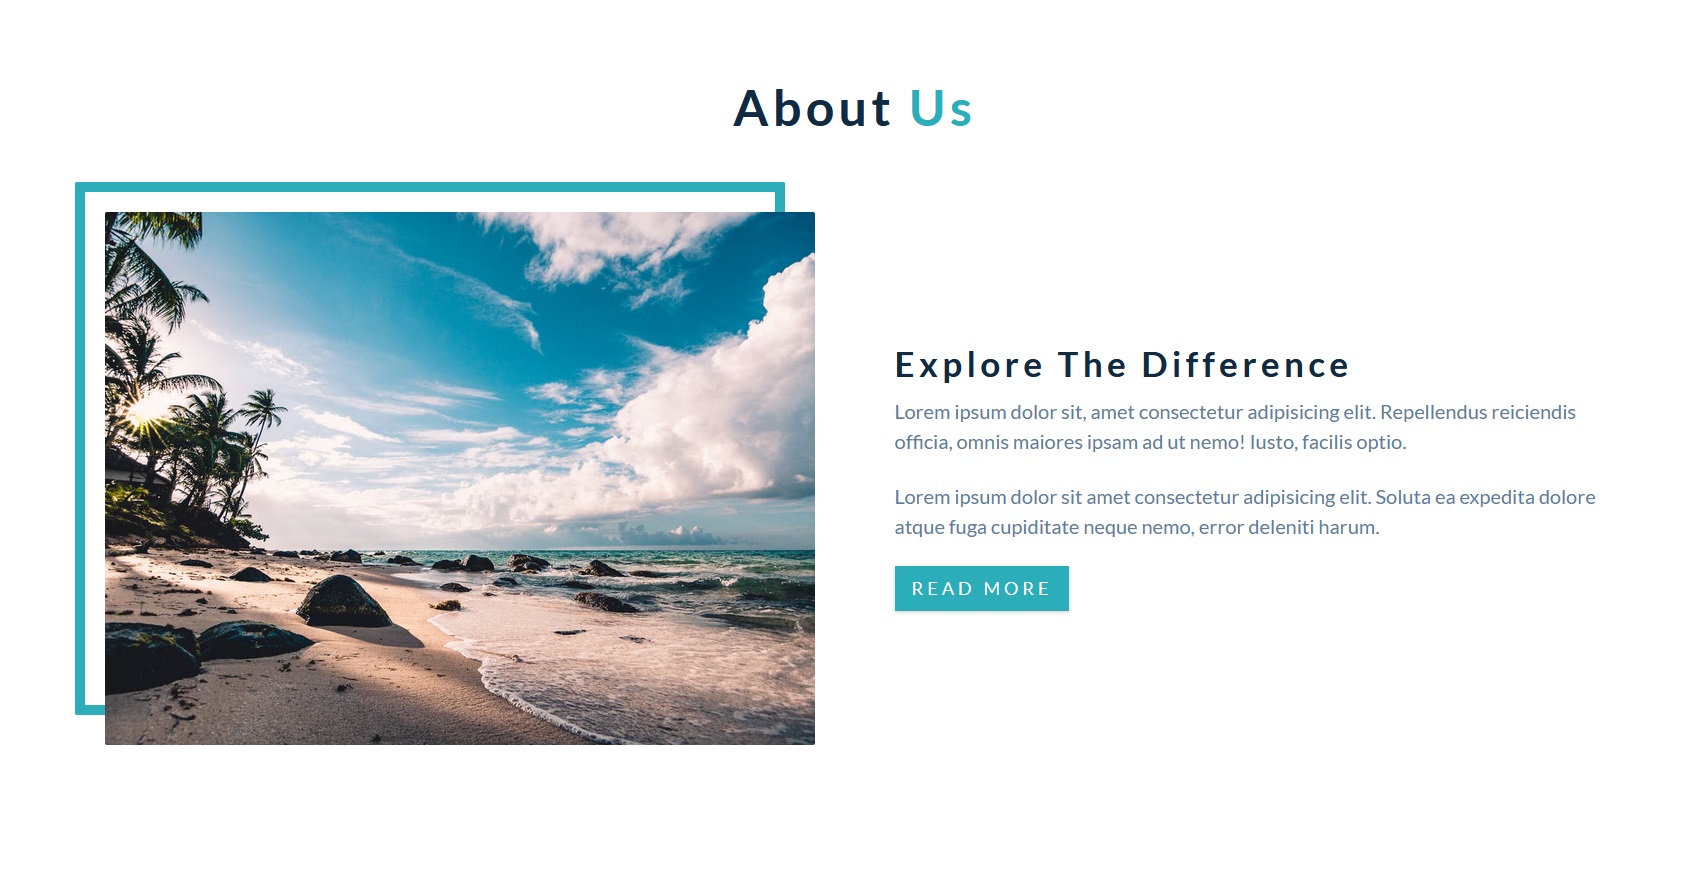 About Us
Explore The Difference
Lorem ipsum dolor sit, amet consectetur adipisicing elit. Repellendus reiciendis
officia, omnis maiores ipsam ad ut nemo! Iusto, facilis optio.
Lorem ipsum dolor sit amet consectetur adipisicing elit. Soluta ea expedita dolore
atque fuga cupiditate neque nemo, error deleniti harum.
READ MORE